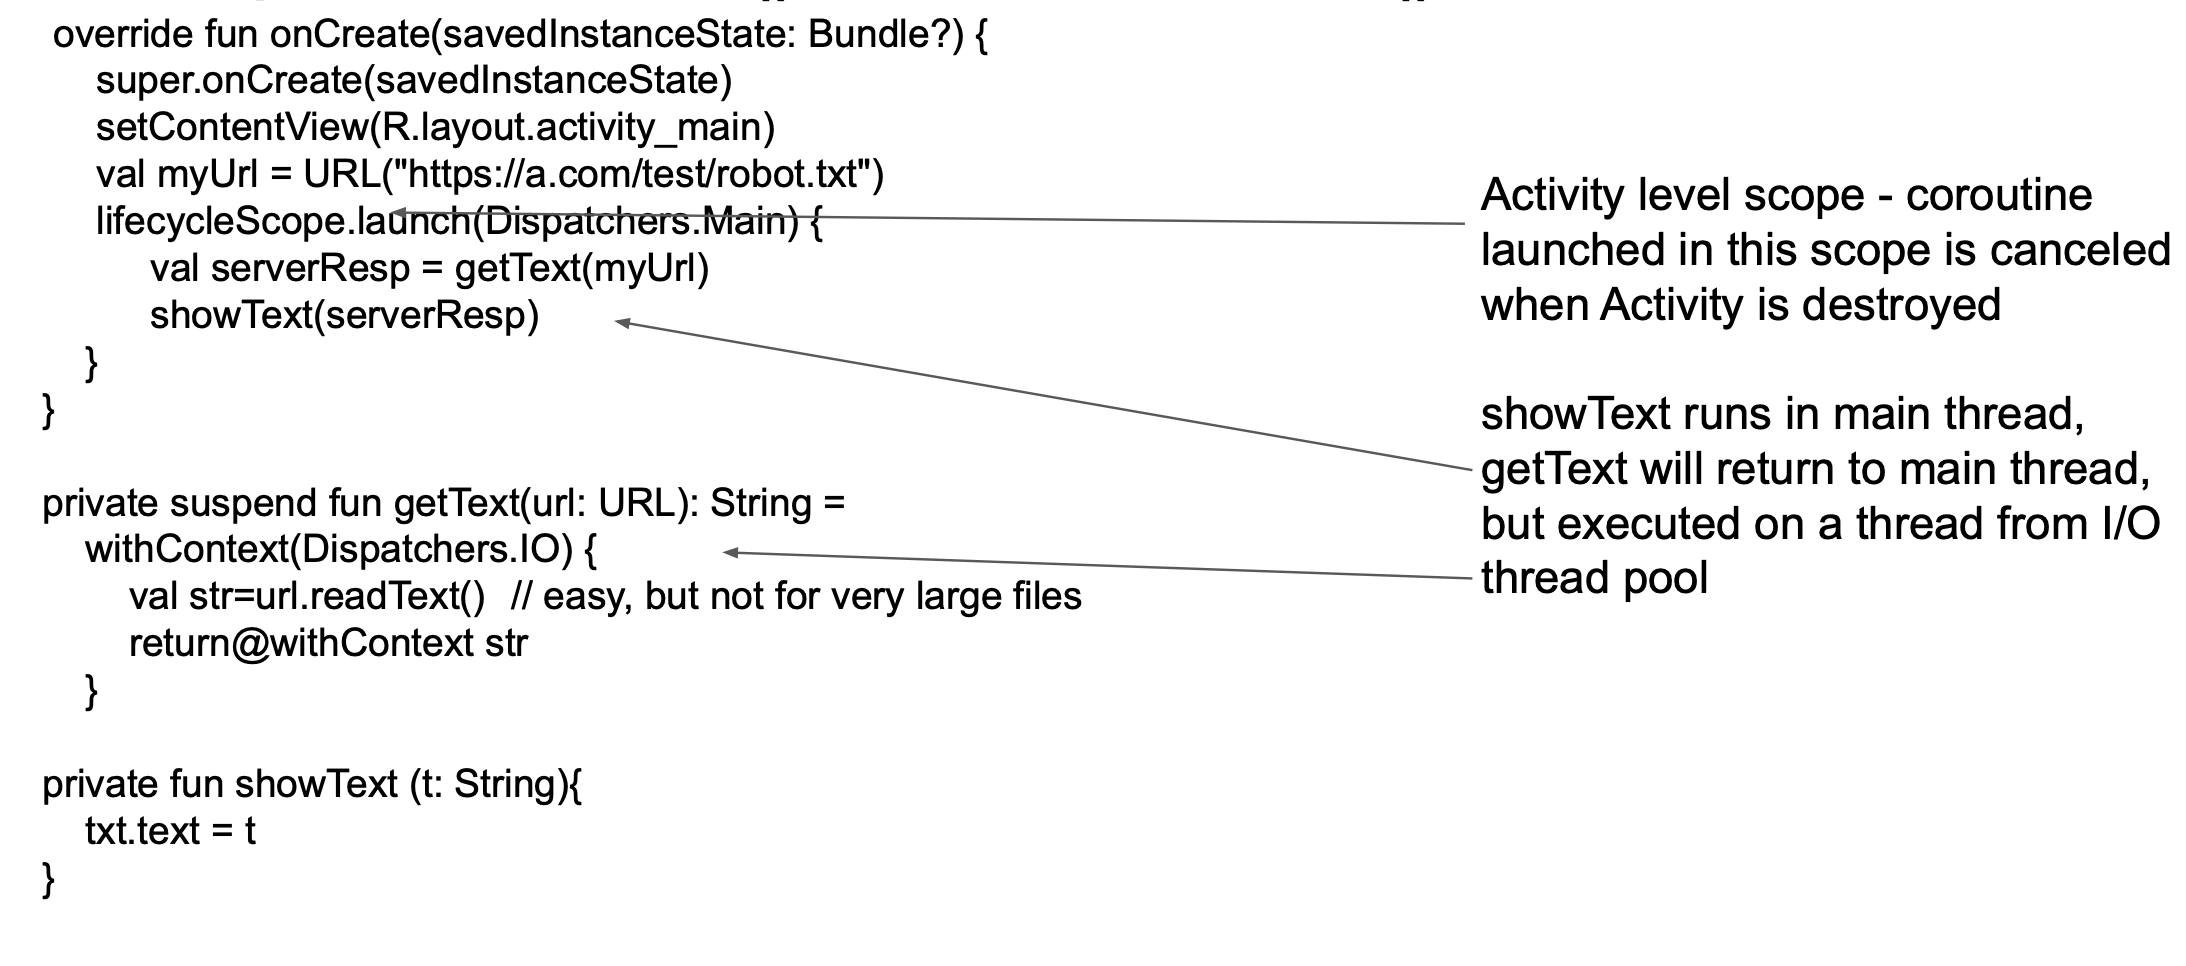 override fun onCreate(savedInstanceState: Bundle?) {
super.onCreate(savedInstanceState)
setContentView(R.layout.activity_main)
val myUrl = URL("https://a.com/test/robot.txt")
lifecycleScope.launch(Dispatchers.Main) {
val serverResp = getText(myUrl)
showText(serverResp)
}
}
private suspend fun getText(url: URL): String =
withContext(Dispatchers.IO) {
val str=url.readText()  // easy, but not for very large files
return@withContext str
}
private fun showText (t: String){
txt.text = t
}
Activity level scope - coroutine
launched in this scope is canceled
when Activity is destroyed
showText runs in main thread,
getText will return to main thread,
but executed on a thread from I/O
thread pool